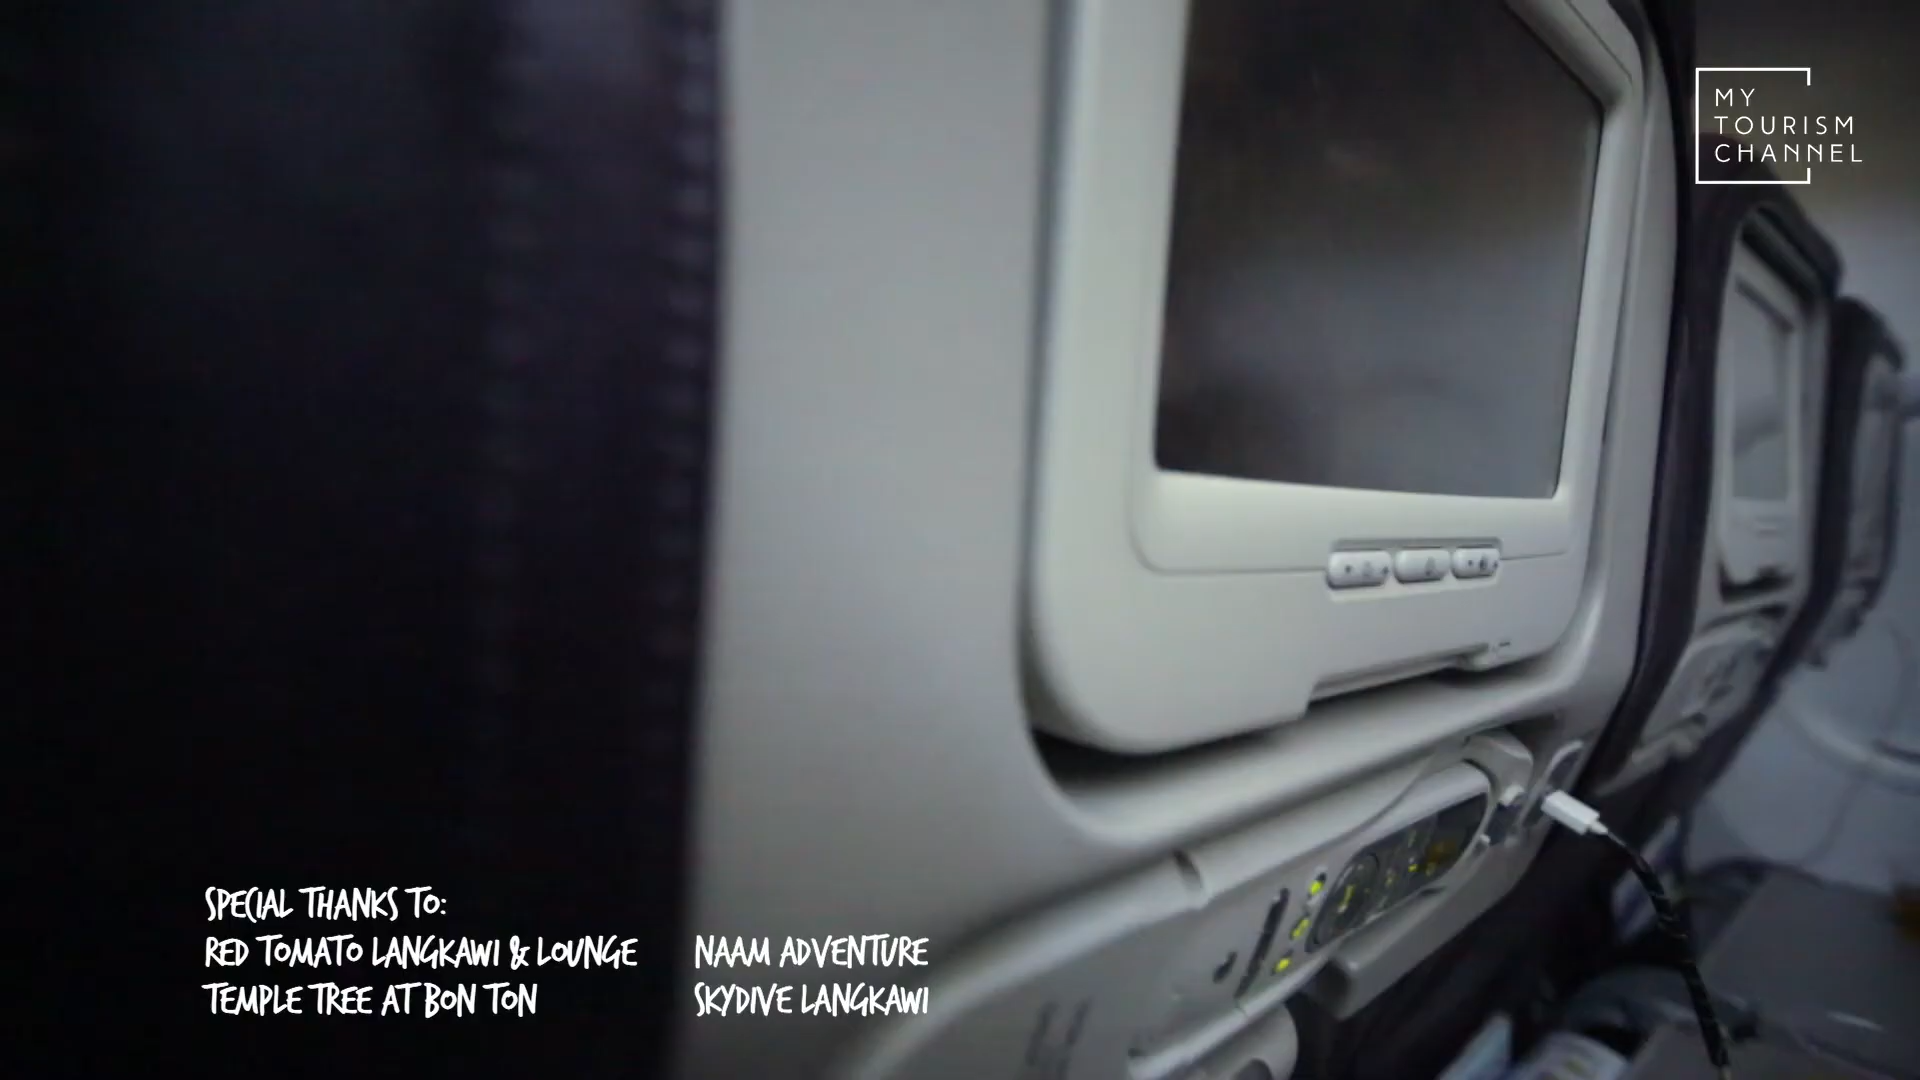 MY
TOURISM
CHANNEL
SPECIAL THANKS TO:
RED TOMATO LANGKAWI & LOUNGE
TEMPLE TREE AT BON TON
NAAM ADVENTURE
SKYDIVE LANGKAWI